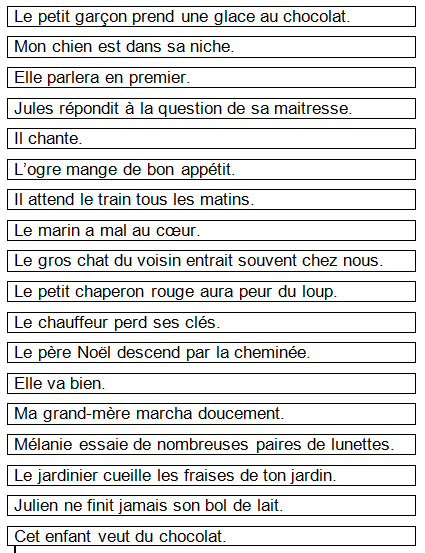 Le petit garçon prend une glace au chocolat.
Mon chien est dans sa niche.
Elle parlera en premier.
Jules répondit à la question de sa maitresse.
Il chante.
L’ogre mange de bon appétit.
Il attend le train tous les matins.
Le marin a mal au cœur.
Le gros chat du voisin entrait souvent chez nous.
Le petit chaperon rouge aura peur du loup.
Le chauffeur perd ses clés.
Le père Noël descend par la cheminée.
Elle va bien.
Ma grand-mère marcha doucement.
Mélanie essaie de nombreuses paires de lunettes.
Le jardinier cueille les fraises de ton jardin.
Julien ne finit jamais son bol de lait.
Cet enfant veut du chocolat.